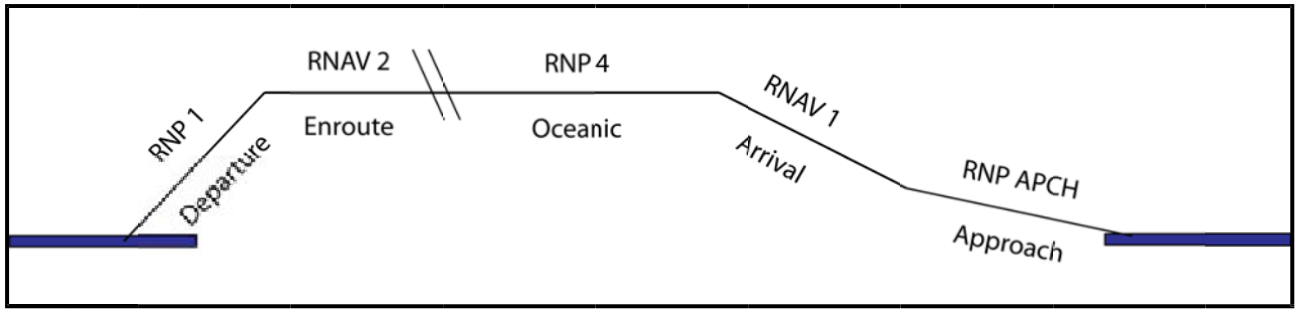 RNP 1
Departure
RNAV 2
Enroute
RNP 4
Oceanic
RNAV 1
Arrival
RNP APCH
Approach